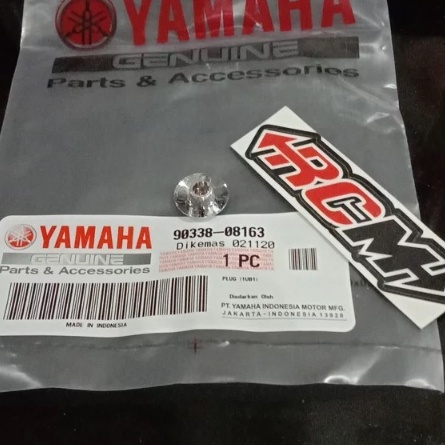 YAMAHA
GENUINE
Parts & Accessories
RCM
YAMAHA
GENUINE
Parts & Accessories
90338-08163
Dikemas 021120
1 PC
PLUG (1UB1)
Diedarkan Oleh
PT. YAMAHA INDONESIA MOTOR MFG.
JAKARTA-INDONESIA 13920
MADE IN INDONESIA